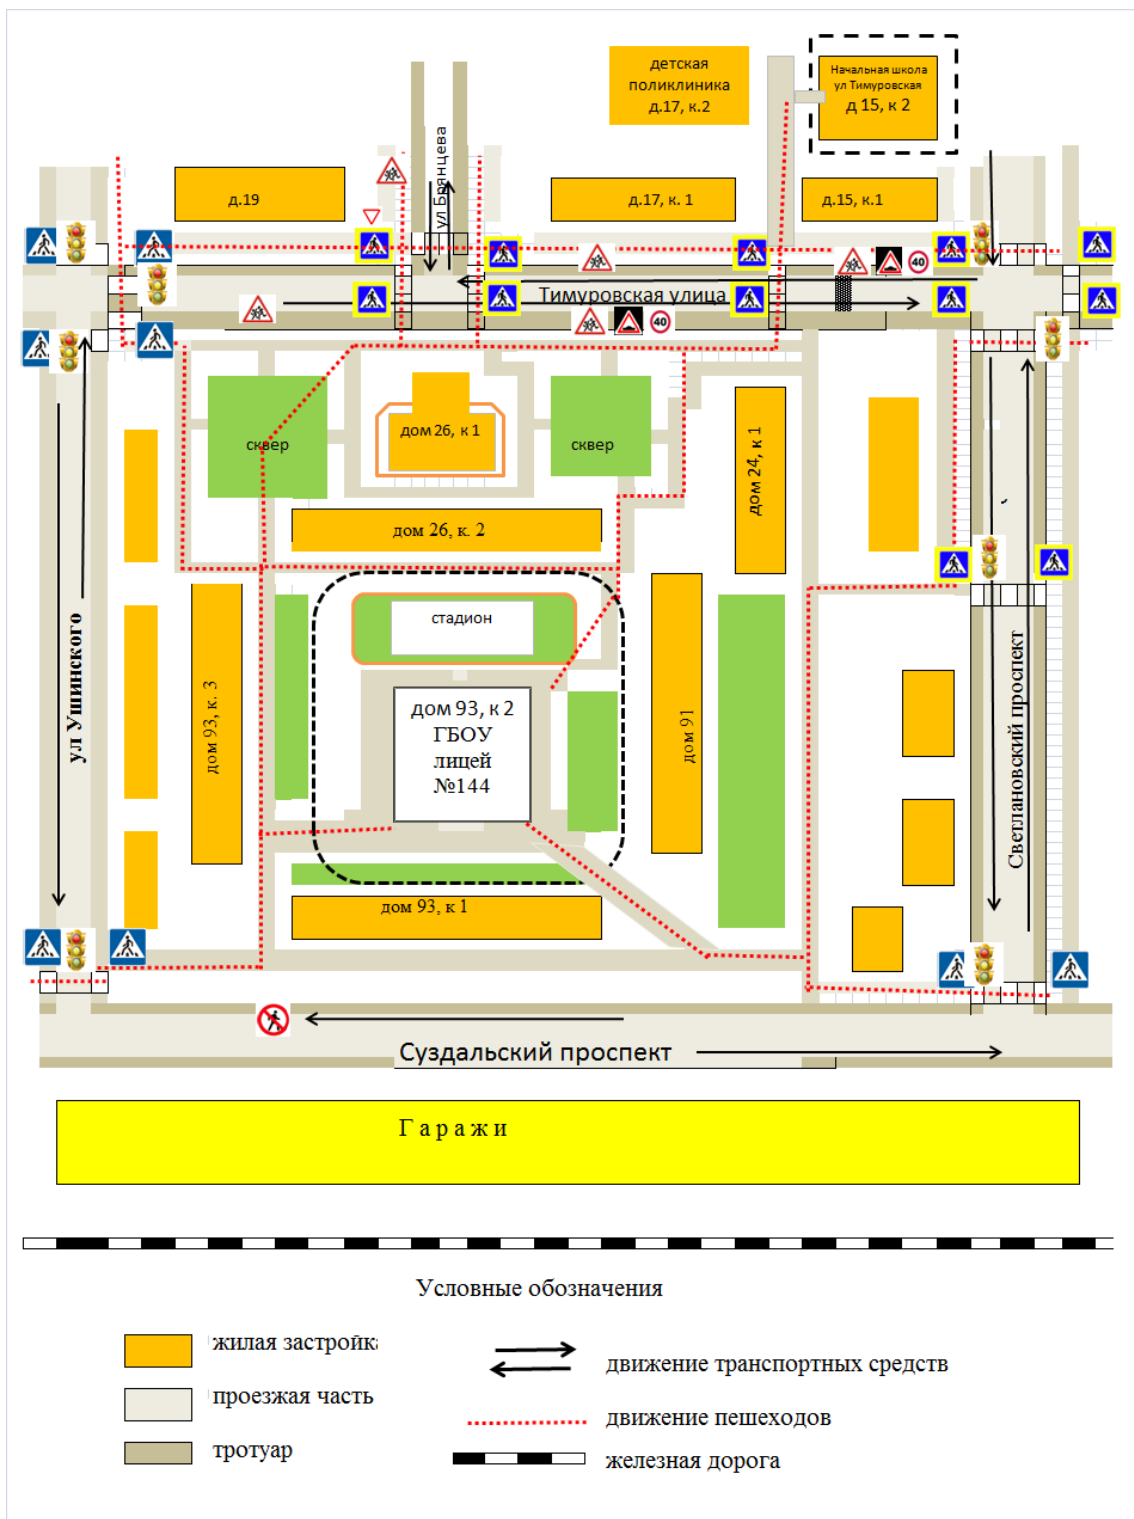 детская
поликлиника
д.17, к.2
Начальная школа
ул Тимуровская
д 15, к 2
ул Брянцева
д.19
д.17, к. 1
д.15, к.1
40
Тимуровская улица
40
сквер
дом 26, к 1
сквер
дом 24, к 1
дом 26, к. 2
стадион
ул Ушинского
дом 93, к. 3
дом 93, к 2
ГБОУ
лицей
№144
дом 91
Светлановский проспект
дом 93, к 1
Суздальский проспект
Гаражи
Условные обозначения
жилая застройка
движение транспортных средств
проезжая часть
движение пешеходов
тротуар
железная дорога